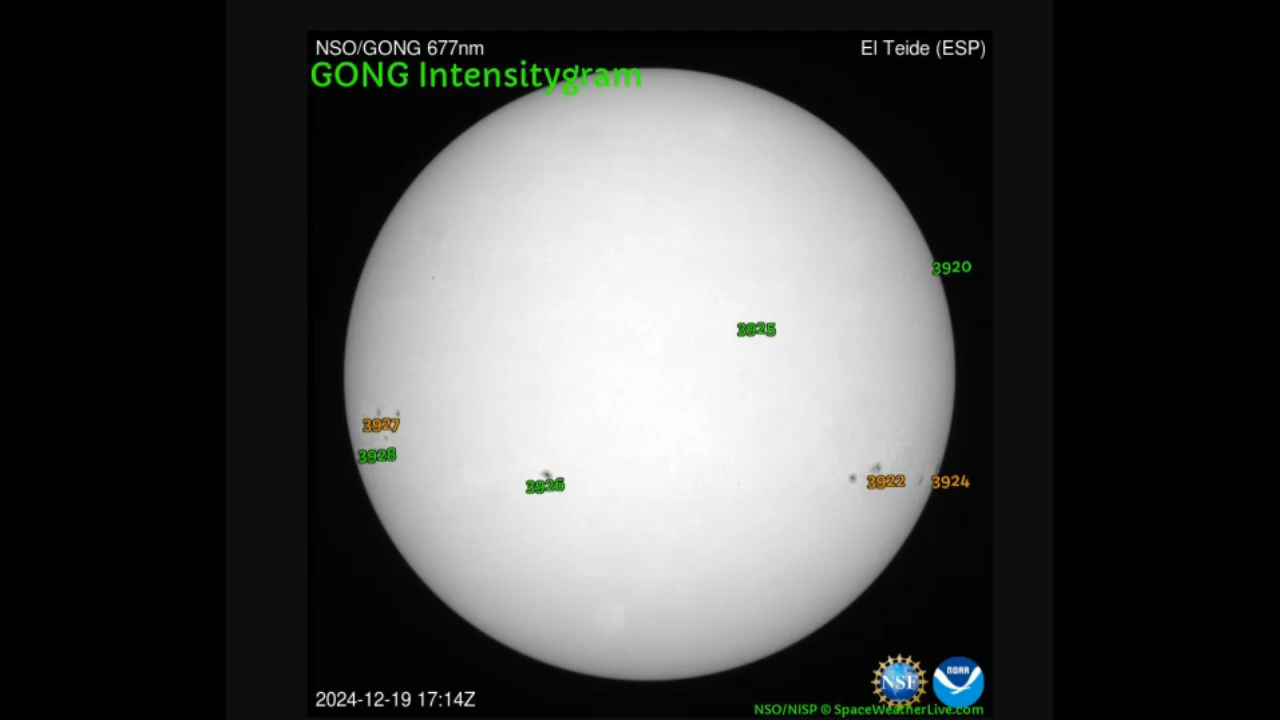 NSO/GONG 677nm
El Teide (ESP)
GONG Intensitygram
3920
3925
3927
3928
3926
3922
3924
NSF
NOAA
2024-12-19 17:14Z
NSO/NISP © SpaceWeatherLive.com